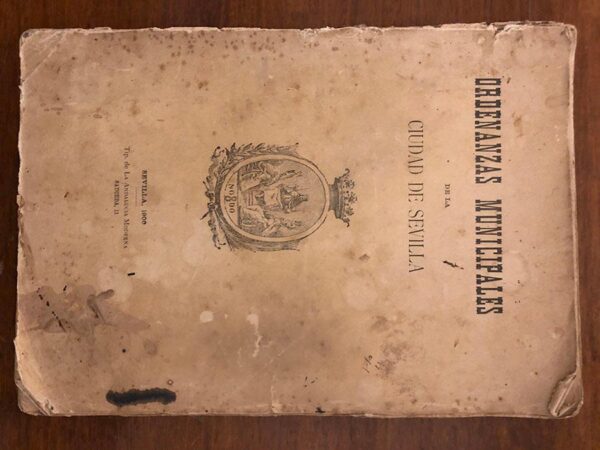 ORDENANZAS MUNICIPALES
DE LA
CIUDAD DE SEVILLA
NO8DO
SEVILLA, 1900
Tip. de La Andalucía Moderna